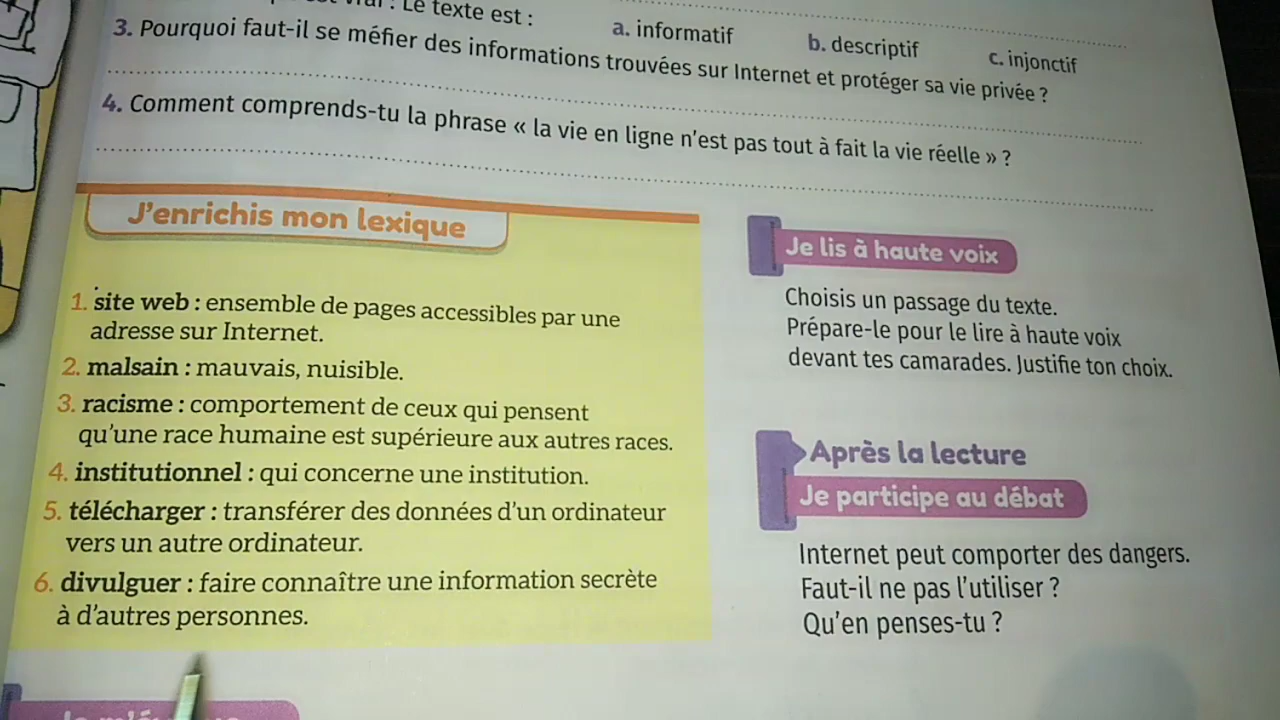 vrai : Le texte est :
a. informatif
b. descriptif
c. injonctif
3. Pourquoi faut-il se méfier des informations trouvées sur Internet et protéger sa vie privée ?
4. Comment comprends-tu la phrase « la vie en ligne n'est pas tout à fait la vie réelle » ?
J'enrichis mon lexique
1. site web : ensemble de pages accessibles par une
adresse sur Internet.
2. malsain : mauvais, nuisible.
3. racisme : comportement de ceux qui pensent
qu'une race humaine est supérieure aux autres races.
4. institutionnel : qui concerne une institution.
5. télécharger : transférer des données d'un ordinateur
vers un autre ordinateur.
6. divulguer : faire connaître une information secrète
à d'autres personnes.
Je lis à haute voix
Choisis un passage du texte.
Prépare-le pour le lire à haute voix
devant tes camarades. Justifie ton choix.
Après la lecture
Je participe au débat
Internet peut comporter des dangers.
Faut-il ne pas l'utiliser ?
Qu'en penses-tu ?